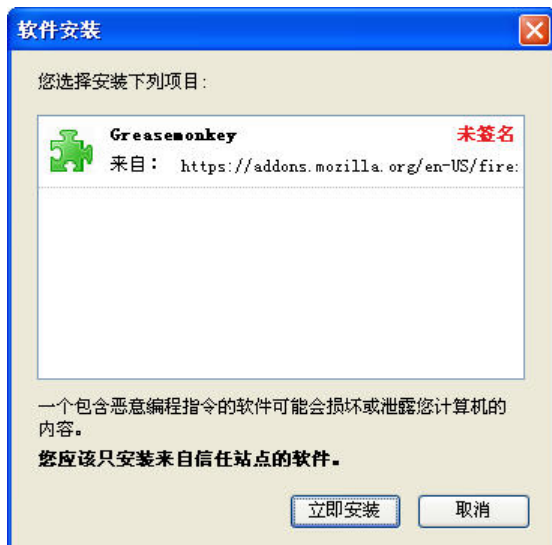 软件安装
您选择安装下列项目:
Greasemonkey 未签名
来自: https://addons.mozilla.org/en-US/fire
一个包含恶意编程指令的软件可能会损坏或泄露您计算机的
内容。
您应该只安装来自信任站点的软件。
立即安装 取消